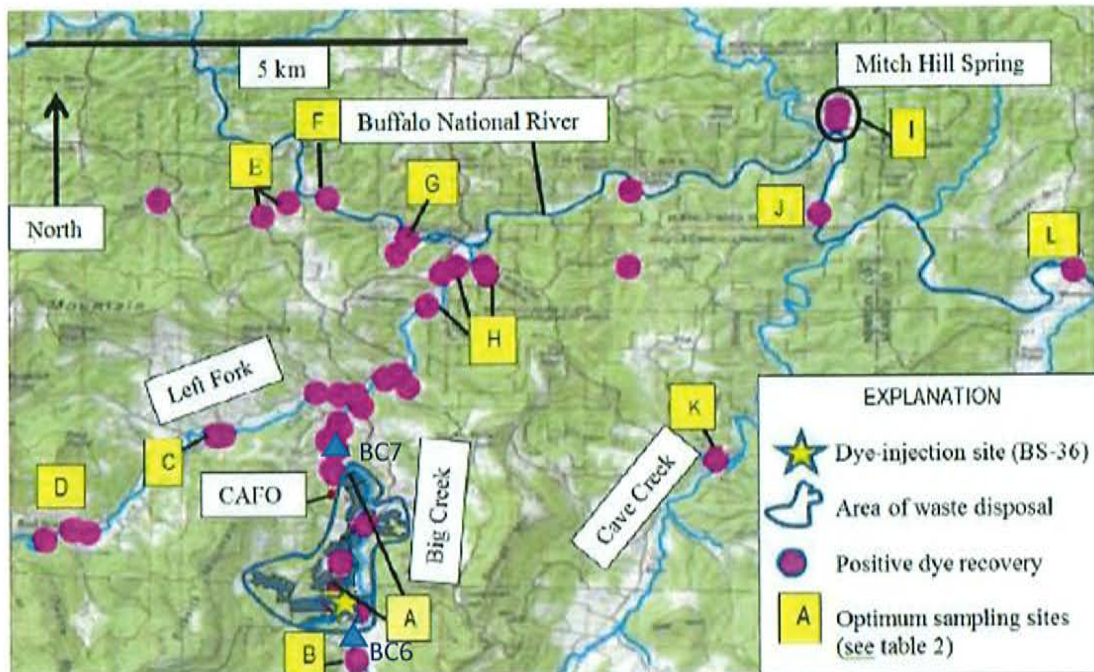 5 km
Mitch Hill Spring
F
Buffalo National River
I
E
G
North
J
L
H
Left Fork
K
C
BC7
D
CAFO
Big Creek
Cave Creek
A
B
BC6
EXPLANATION
Dye-injection site (BS-36)
Area of waste disposal
Positive dye recovery
A
Optimum sampling sites
(see table 2)